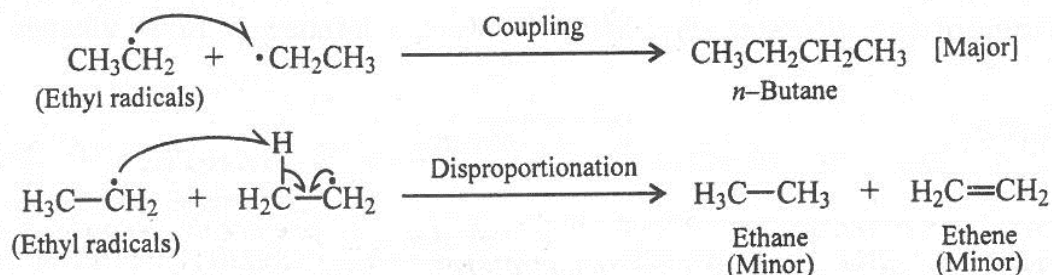 Coupling
CH₃ĊH₂ + ·CH₂CH₃ ⟶ CH₃CH₂CH₂CH₃ [Major]
(Ethyl radicals) n–Butane
H
Disproportionation
H₃C—ĊH₂ + H₂C—ĊH₂ ⟶ H₃C—CH₃ + H₂C=CH₂
(Ethyl radicals) Ethane Ethene
(Minor) (Minor)